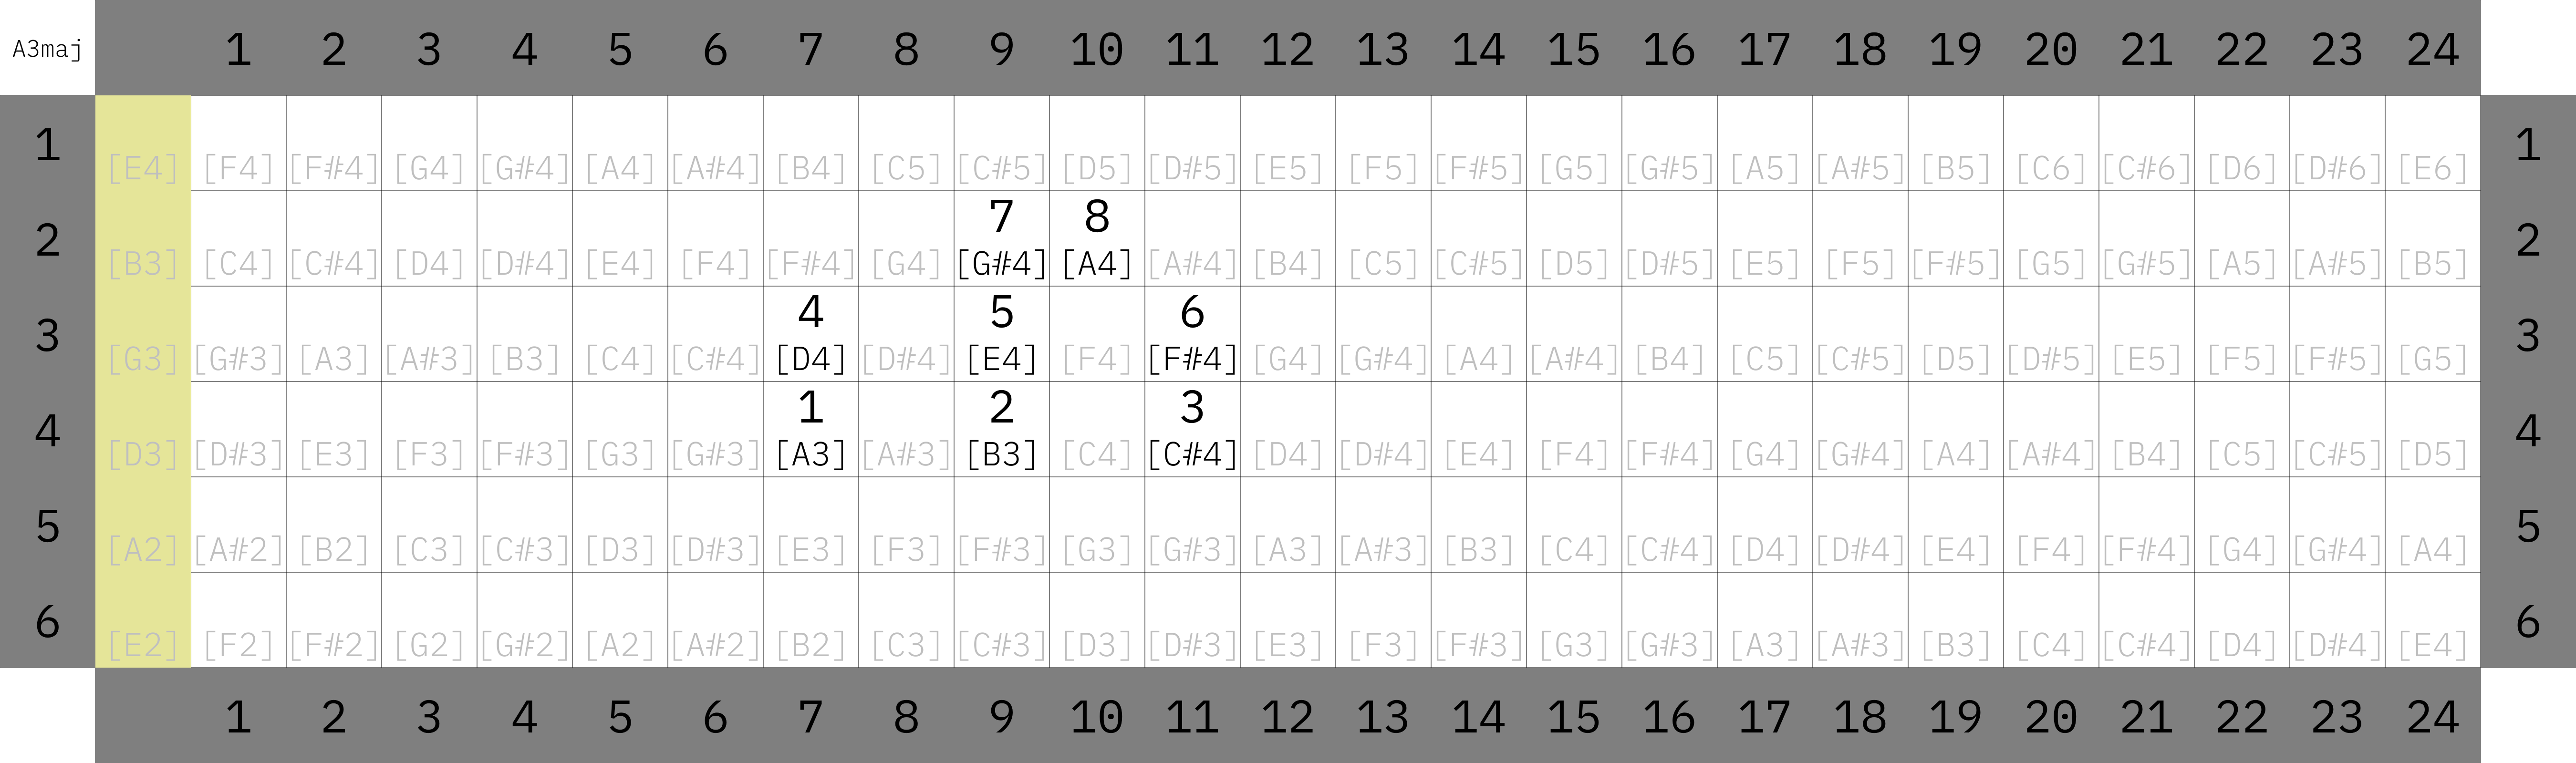 A3maj 1 2 3 4 5 6 7 8 9 10 11 12 13 14 15 16 17 18 19 20 21 22 23 24
1 [E4] [F4] [F#4] [G4] [G#4] [A4] [A#4] [B4] [C5] [C#5] [D5] [D#5] [E5] [F5] [F#5] [G5] [G#5] [A5] [A#5] [B5] [C6] [C#6] [D6] [D#6] [E6] 1
7 8
2 [B3] [C4] [C#4] [D4] [D#4] [E4] [F4] [F#4] [G4] [G#4] [A4] [A#4] [B4] [C5] [C#5] [D5] [D#5] [E5] [F5] [F#5] [G5] [G#5] [A5] [A#5] [B5] 2
4 5 6
3 [G3] [G#3] [A3] [A#3] [B3] [C4] [C#4] [D4] [D#4] [E4] [F4] [F#4] [G4] [G#4] [A4] [A#4] [B4] [C5] [C#5] [D5] [D#5] [E5] [F5] [F#5] [G5] 3
1 2 3
4 [D3] [D#3] [E3] [F3] [F#3] [G3] [G#3] [A3] [A#3] [B3] [C4] [C#4] [D4] [D#4] [E4] [F4] [F#4] [G4] [G#4] [A4] [A#4] [B4] [C5] [C#5] [D5] 4
5 [A2] [A#2] [B2] [C3] [C#3] [D3] [D#3] [E3] [F3] [F#3] [G3] [G#3] [A3] [A#3] [B3] [C4] [C#4] [D4] [D#4] [E4] [F4] [F#4] [G4] [G#4] [A4] 5
6 [E2] [F2] [F#2] [G2] [G#2] [A2] [A#2] [B2] [C3] [C#3] [D3] [D#3] [E3] [F3] [F#3] [G3] [G#3] [A3] [A#3] [B3] [C4] [C#4] [D4] [D#4] [E4] 6
1 2 3 4 5 6 7 8 9 10 11 12 13 14 15 16 17 18 19 20 21 22 23 24